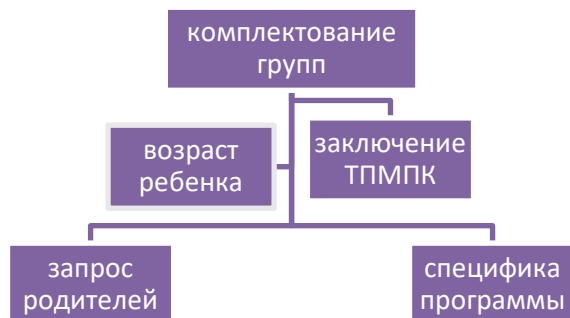 комплектование
групп
возраст
ребенка
заключение
ТПМПК
запрос
родителей
специфика
программы